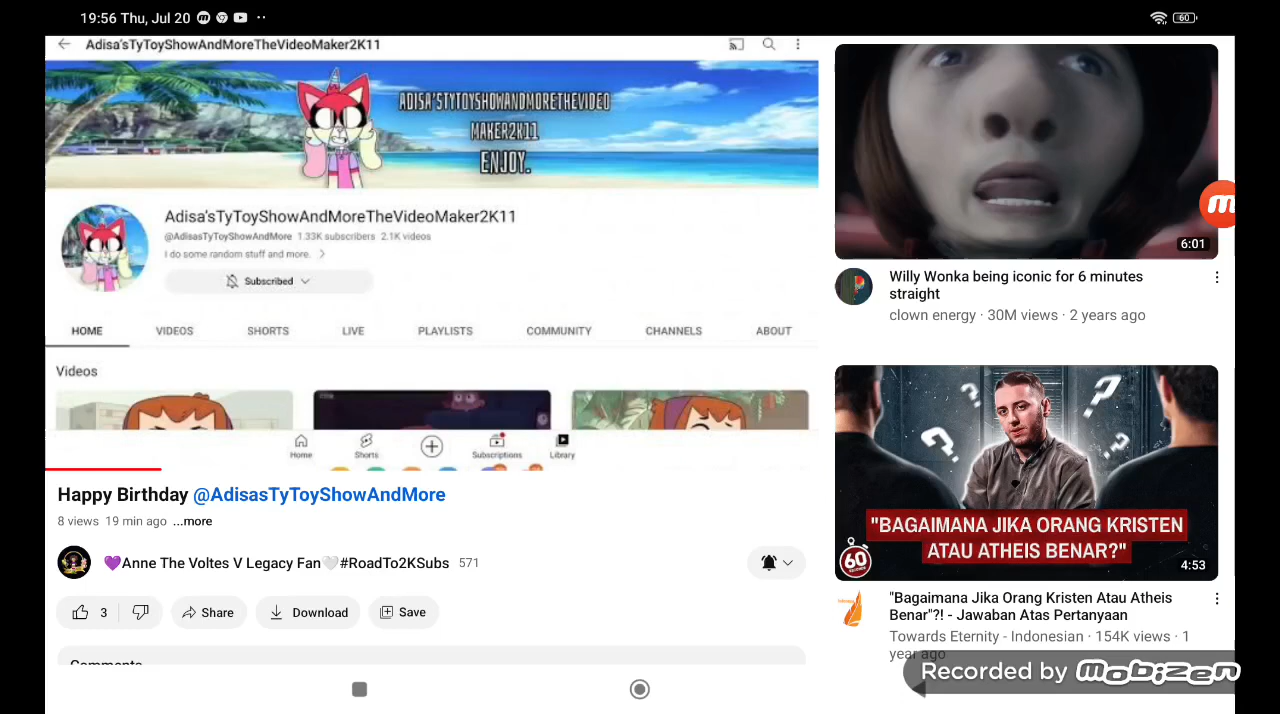 19:56 Thu, Jul 20
60
Adisa'sTyToyShowAndMoreTheVideoMaker2K11
ADISA'STYTOYSHOWANDMORETHEVIDEO
MAKER2K11
ENJOY.
Adisa'sTyToyShowAndMoreTheVideoMaker2K11
@AdisasTyToyShowAndMore 1.33K subscribers 2.1K videos
I do some random stuff and more.
Subscribed
HOME VIDEOS SHORTS LIVE PLAYLISTS COMMUNITY CHANNELS ABOUT
Videos
Home Shorts Subscriptions Library
Happy Birthday @AdisasTyToyShowAndMore
8 views 19 min ago ...more
💜Anne The Voltes V Legacy Fan🤍#RoadTo2KSubs 571
3 Share Download Save
Comments
6:01
Willy Wonka being iconic for 6 minutes
straight
clown energy · 30M views · 2 years ago
"BAGAIMANA JIKA ORANG KRISTEN
ATAU ATHEIS BENAR?"
60
4:53
"Bagaimana Jika Orang Kristen Atau Atheis
Benar"?! - Jawaban Atas Pertanyaan
Towards Eternity - Indonesian · 154K views · 1
year ago
Recorded by mobizen